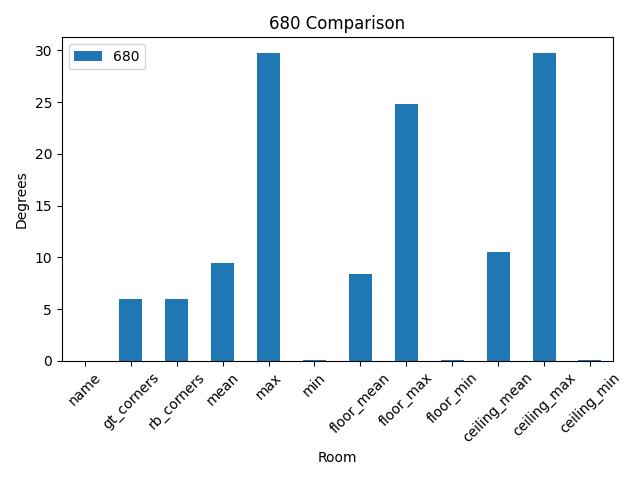 680 Comparison
680
Degrees
30
25
20
15
10
5
0
name
gt_corners
rb_corners
mean
max
min
floor_mean
floor_max
floor_min
ceiling_mean
ceiling_max
ceiling_min
Room